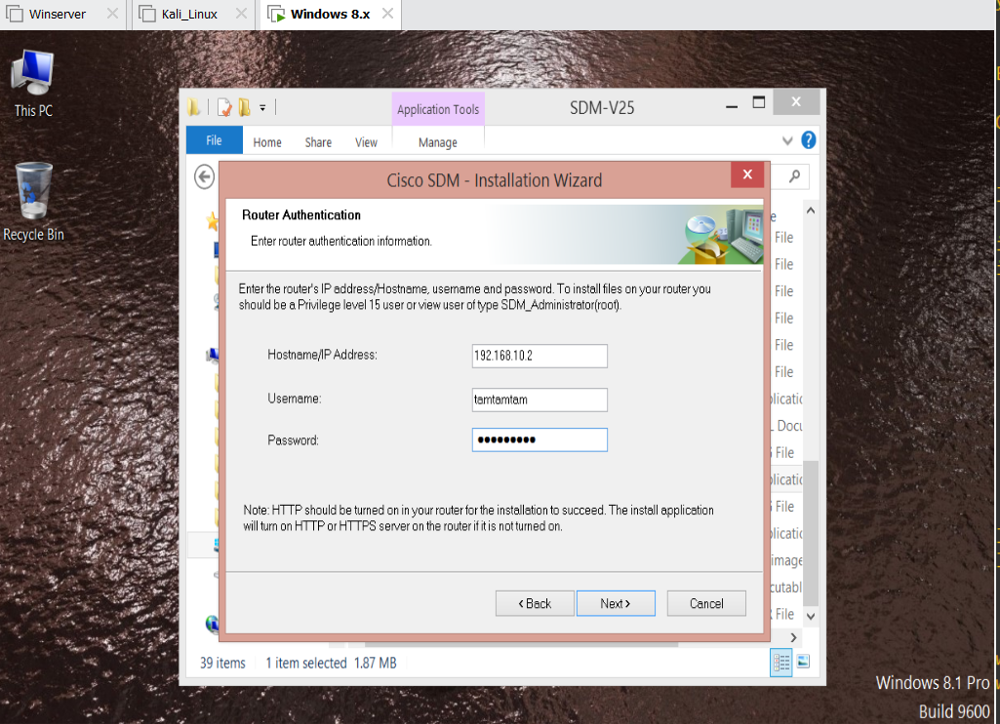 Winserver
Kali_Linux
Windows 8.x
This PC
Recycle Bin
Application Tools
SDM-V25
File
Home
Share
View
Manage
Cisco SDM - Installation Wizard
Router Authentication
Enter router authentication information.
Enter the router's IP address/Hostname, username and password. To install files on your router you
should be a Privilege level 15 user or view user of type SDM_Administrator(root).
Hostname/IP Address:
192.168.10.2
Username:
tamtamtam
Password:
•••••••••
Note: HTTP should be turned on in your router for the installation to succeed. The install application
will turn on HTTP or HTTPS server on the router if it is not turned on.
< Back
Next >
Cancel
File
File
File
File
File
File
File
File
File
39 items
1 item selected
1.87 MB
Windows 8.1 Pro
Build 9600